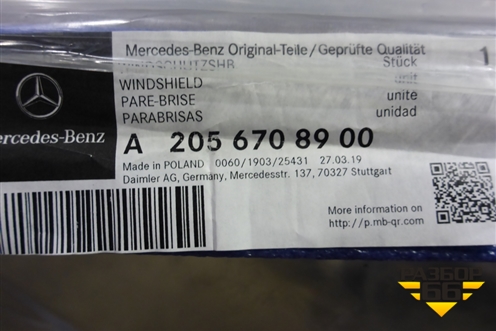 Mercedes-Benz Original-Teile/Geprüfte Qualität 1
Stück
WINDSHIELD unit
PARE-BRISE unite
PARABRISAS unidad
ercedes-Benz
A 205 670 89 00
Made in POLAND 0060/1903/25431 27.03.19
Daimler AG, Germany, Mercedesstr. 137, 70327 Stuttgart
More information on
http://p.mb-qr.com/
РАЗБОР
66